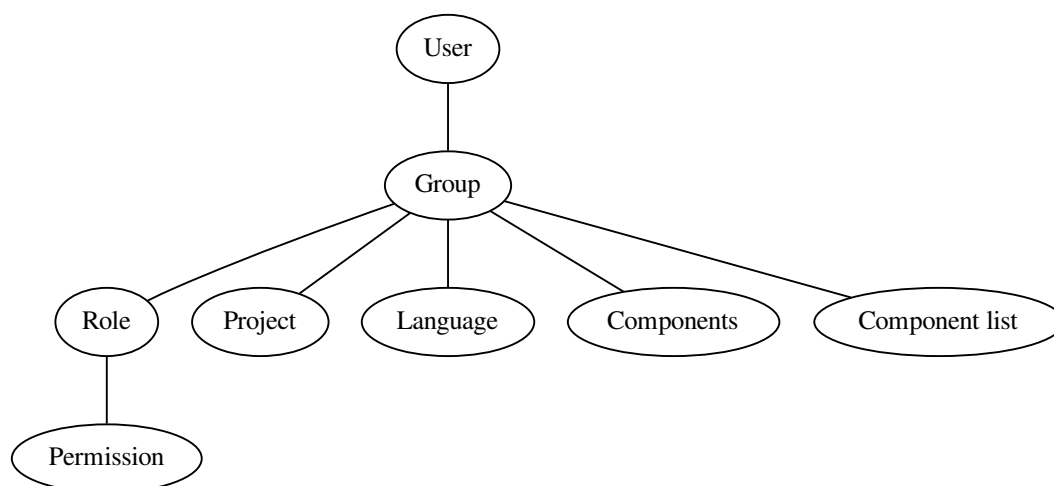 User
Group
Role
Project
Language
Components
Component list
Permission